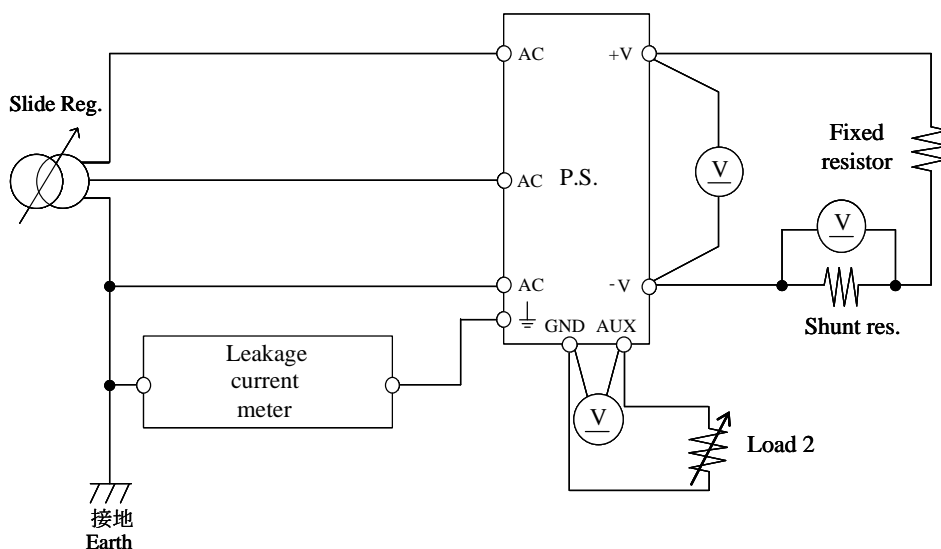 Slide Reg.
AC
AC
AC
P.S.
+V
-V
GND
AUX
V
V
V
Fixed
resistor
Shunt res.
Load 2
Leakage
current
meter
接地
Earth